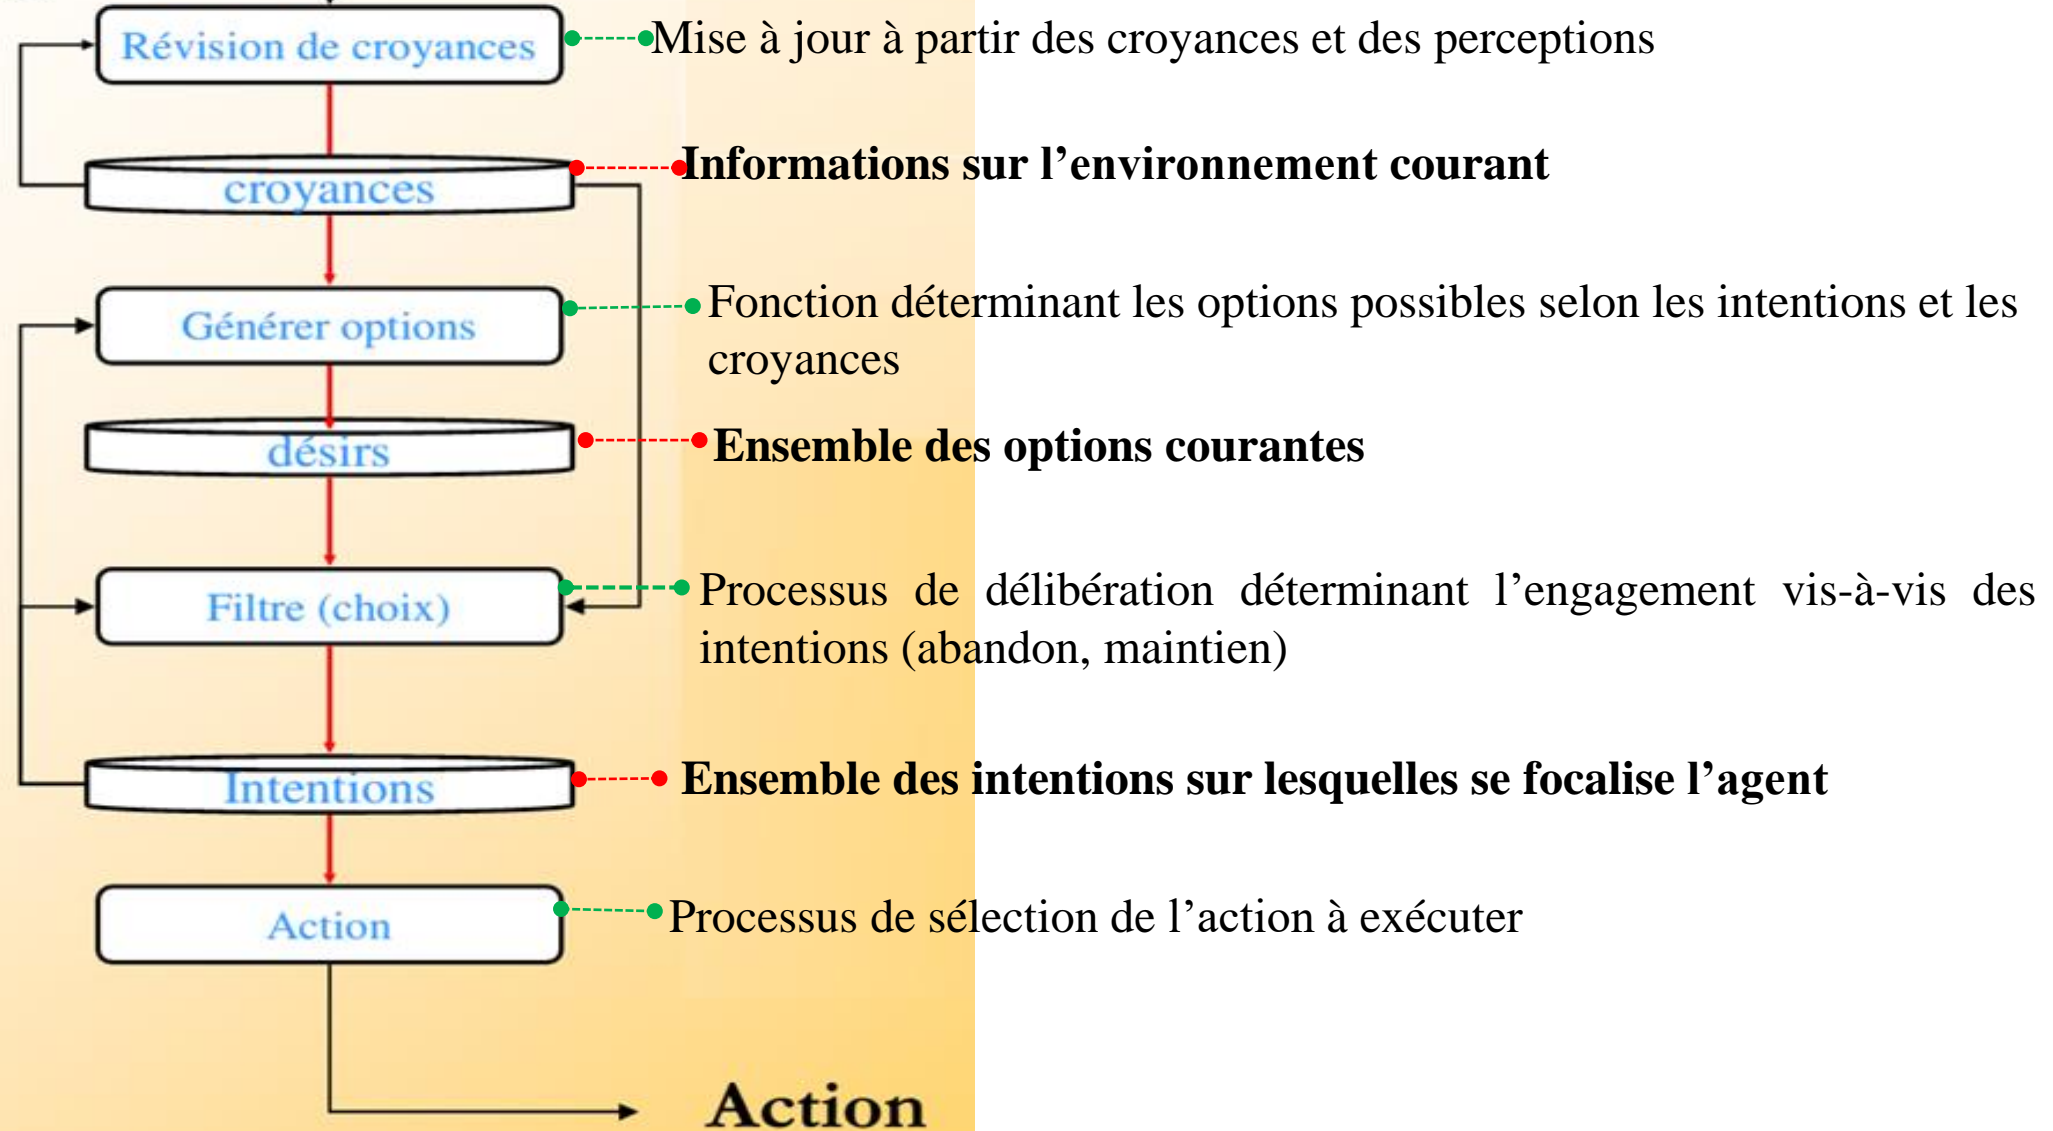 Révision de croyances
Mise à jour à partir des croyances et des perceptions
croyances
Informations sur l’environnement courant
Générer options
Fonction déterminant les options possibles selon les intentions et les
croyances
désirs
Ensemble des options courantes
Filtre (choix)
Processus de délibération déterminant l’engagement vis-à-vis des
intentions (abandon, maintien)
Intentions
Ensemble des intentions sur lesquelles se focalise l’agent
Action
Processus de sélection de l’action à exécuter
Action